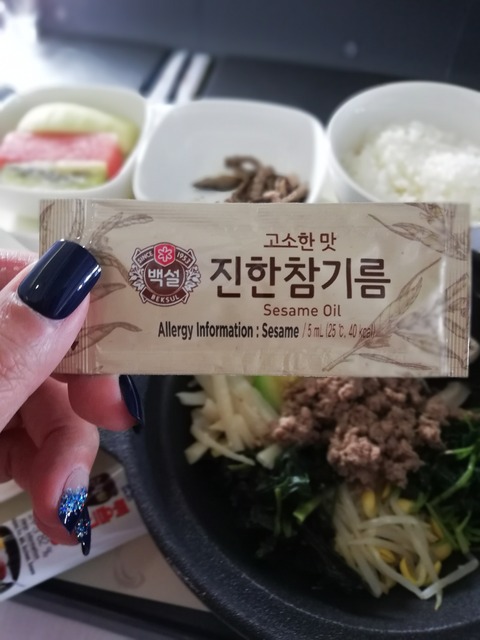 고소한 맛
SINCE 1953
백설
BEKSUL
진한참기름
Sesame Oil
Allergy Information : Sesame / 5 mL (25 ℃, 40 kcal)